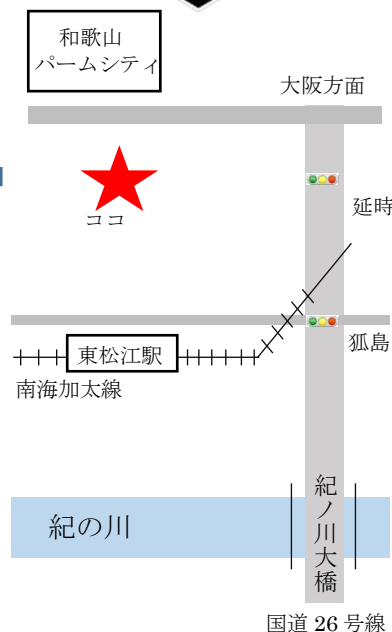 和歌山
パームシティ
大阪方面
ココ
延時
狐島
東松江駅
南海加太線
紀の川
紀ノ川大橋
国道 26 号線